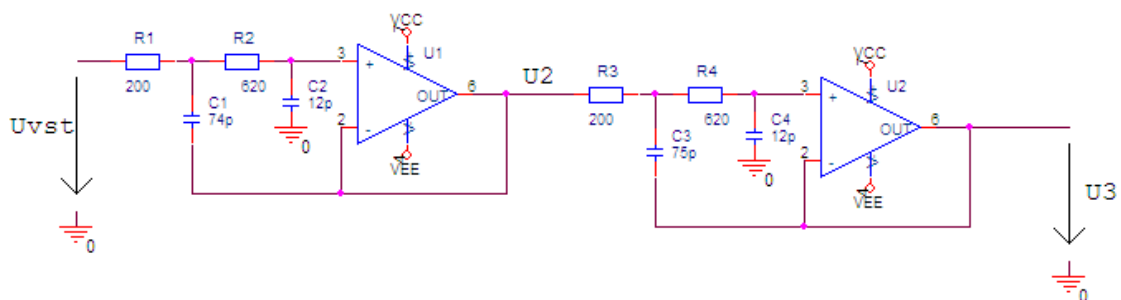 VCC
R1
R2
3
U1
+
200
620
C1
74p
C2
12p
OUT
6
U2
2
-
0
VEE
Uvst
0
R3
R4
VCC
3
U2
+
200
620
C3
75p
C4
12p
OUT
6
2
-
0
VEE
U3
0